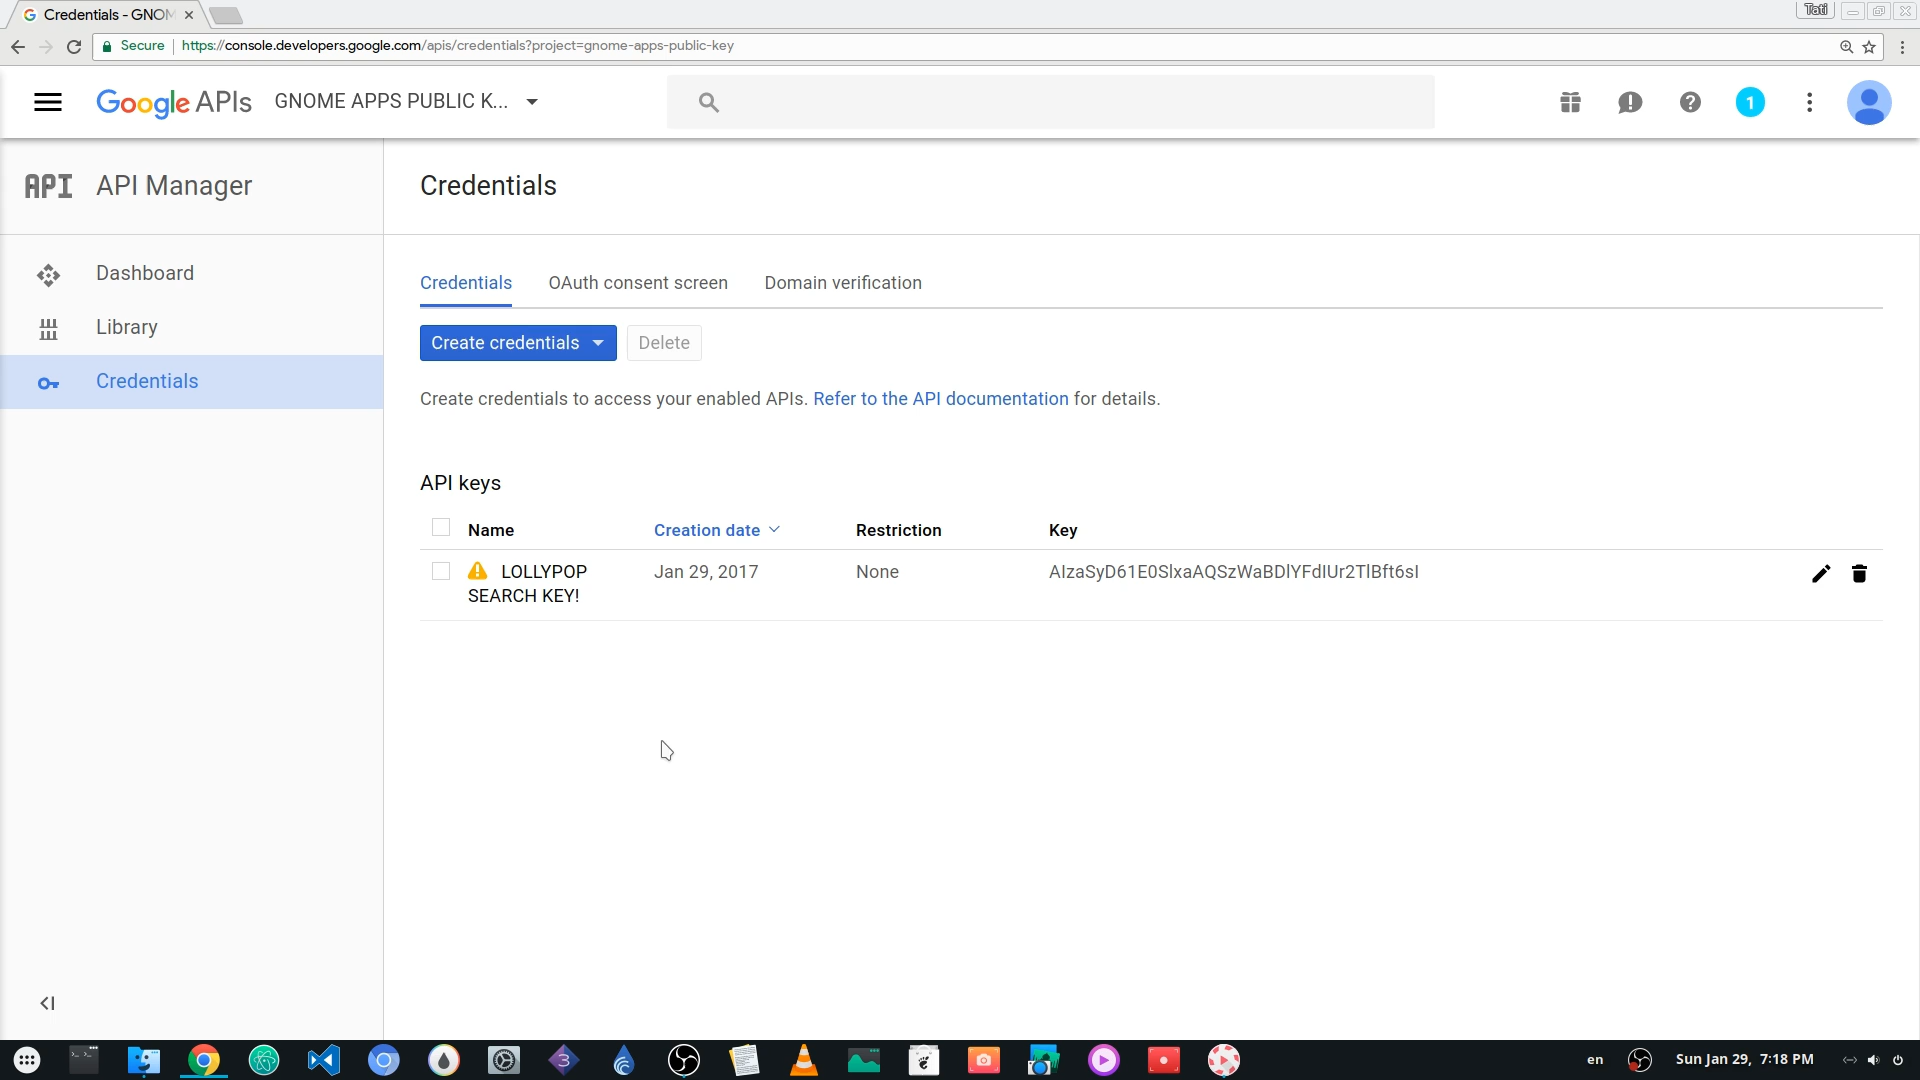 Credentials - GNOM
Tati
Secure
https://console.developers.google.com/apis/credentials?project=gnome-apps-public-key
Google APIs
GNOME APPS PUBLIC K...
1
API
API Manager
Credentials
Dashboard
Library
Credentials
Credentials
OAuth consent screen
Domain verification
Create credentials
Delete
Create credentials to access your enabled APIs. Refer to the API documentation for details.
API keys
Name
Creation date
Restriction
Key
LOLLYPOP
SEARCH KEY!
Jan 29, 2017
None
AIzaSyD61E0SlxaAQSzWaBDlYFdIUr2TlBft6sI
3
en
Sun Jan 29, 7:18 PM